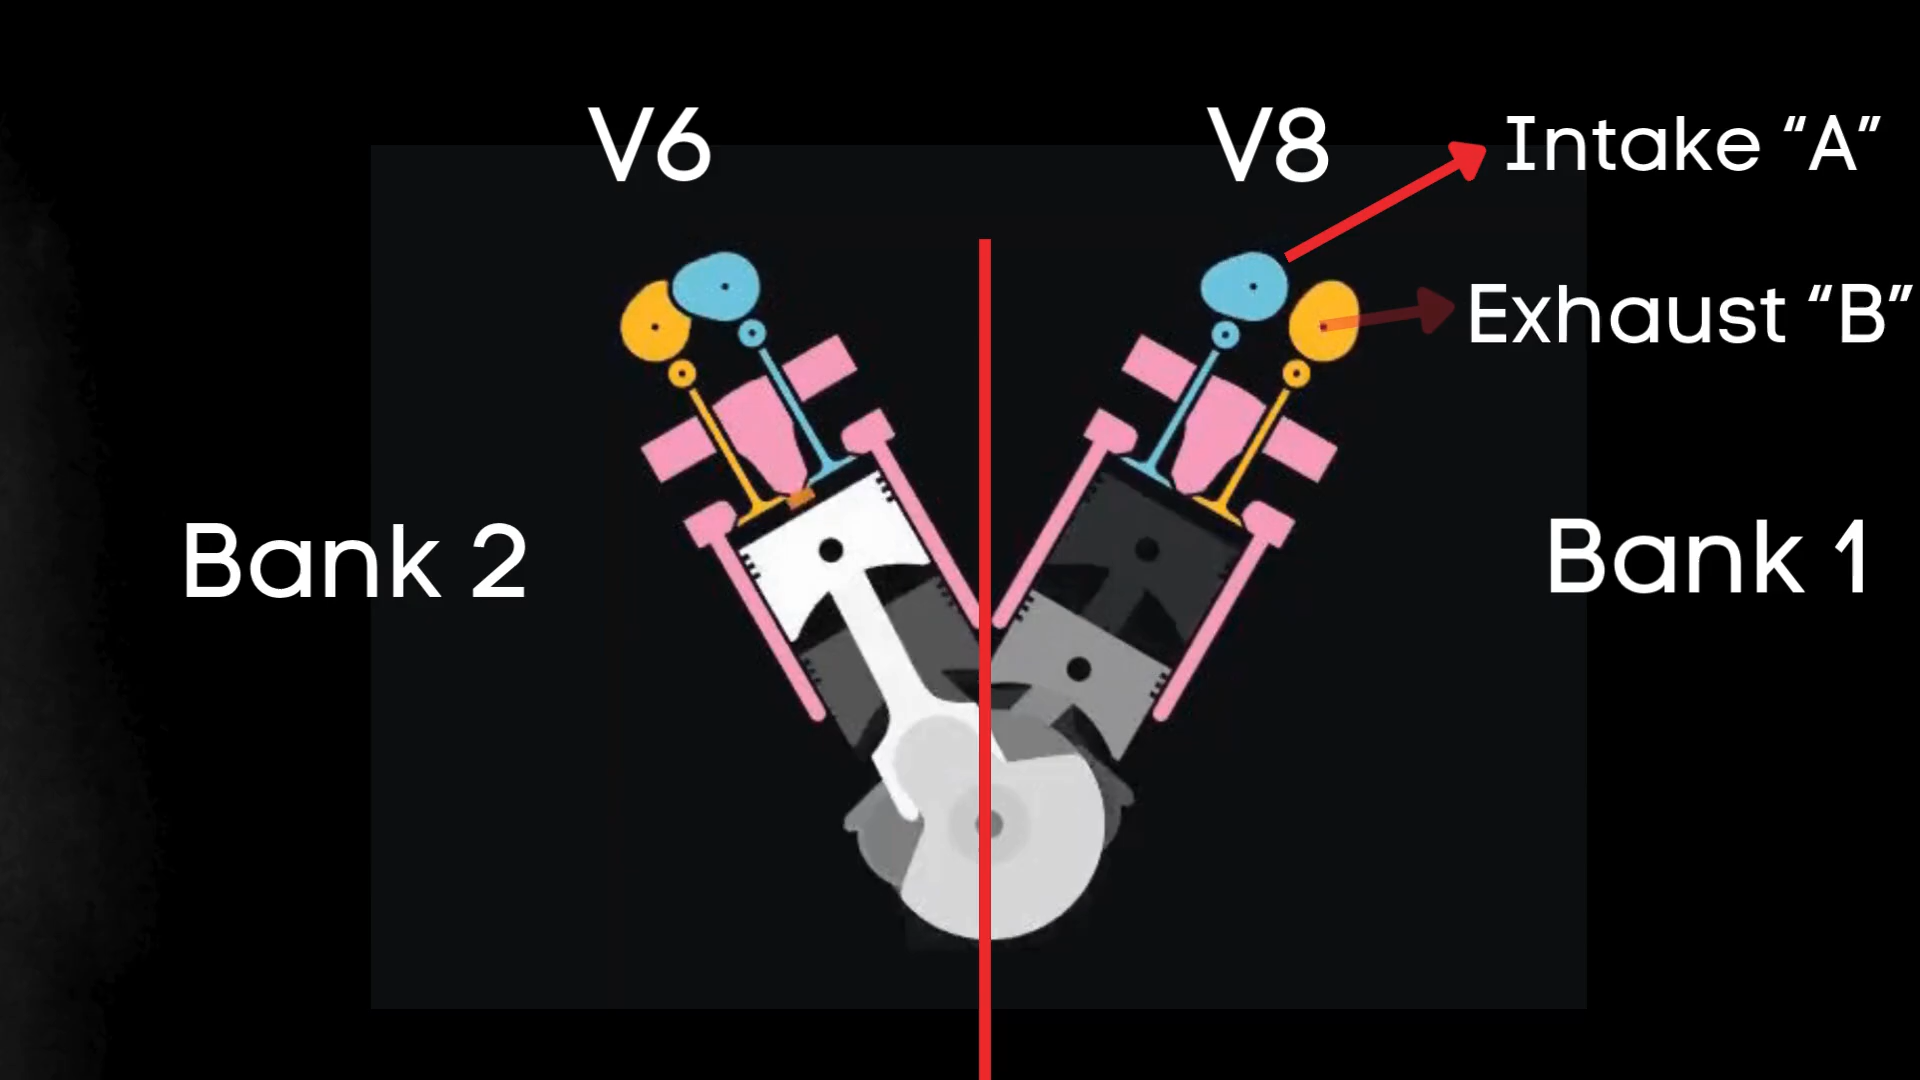 V6
V8
Intake “A”
Exhaust “B”
Bank 2
Bank 1